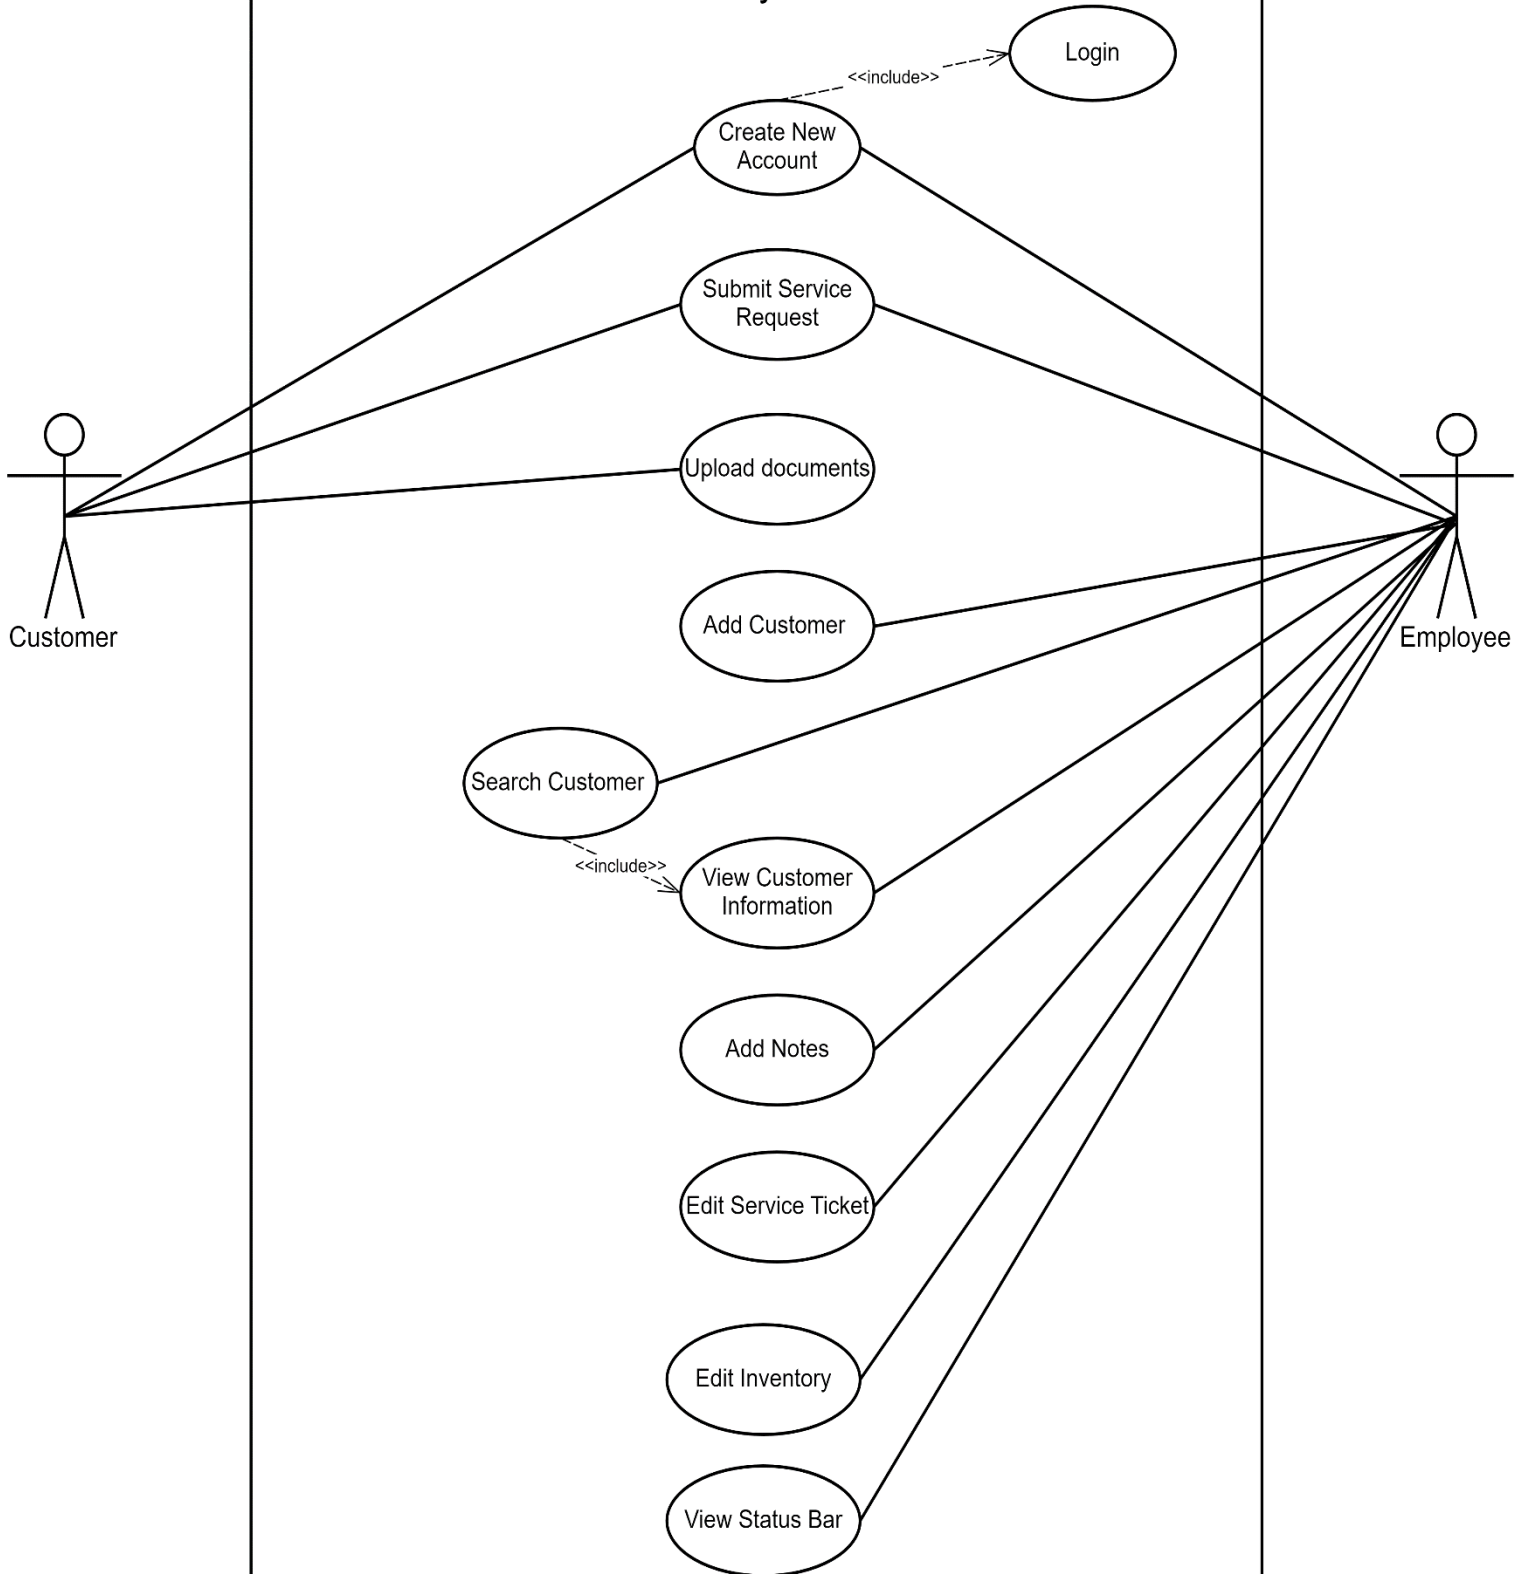 Login
<<include>>
Create New
Account
Submit Service
Request
Upload documents
Add Customer
Customer
Employee
Search Customer
<<include>>
View Customer
Information
Add Notes
Edit Service Ticket
Edit Inventory
View Status Bar